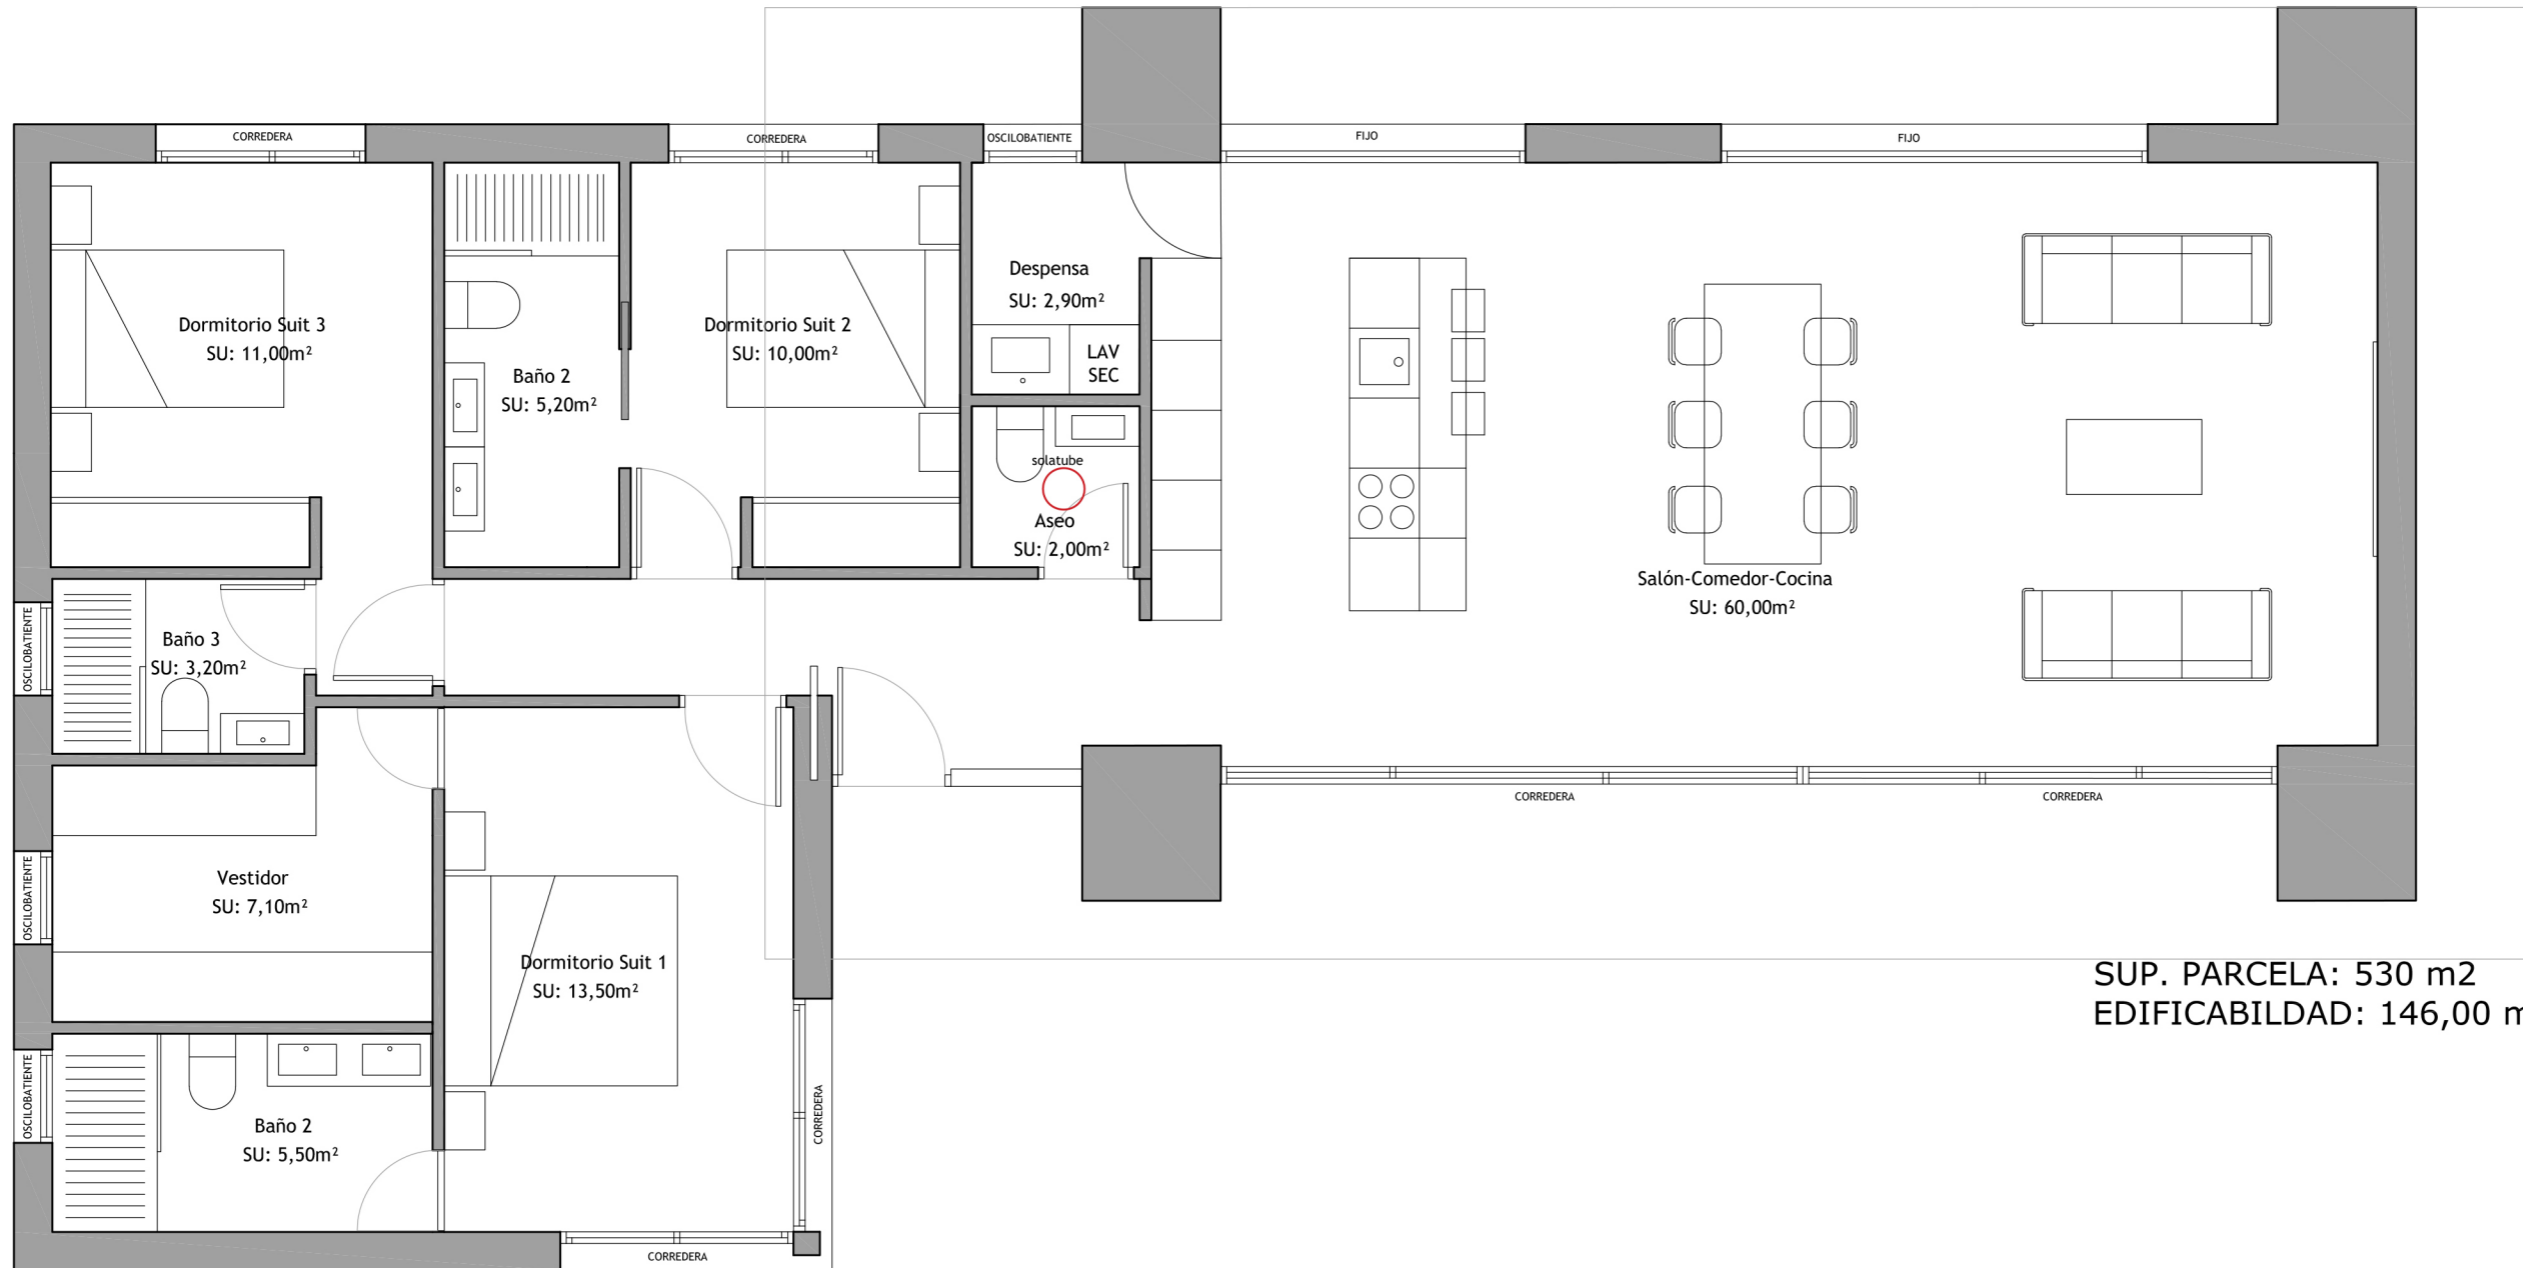 CORREDERA
CORREDERA
OSCILOBATIENTE
FIJO
FIJO
Despensa
SU: 2,90m²
Dormitorio Suit 3
SU: 11,00m²
Dormitorio Suit 2
SU: 10,00m²
LAV
SEC
Baño 2
SU: 5,20m²
solatube
Aseo
SU: 2,00m²
Salón-Comedor-Cocina
SU: 60,00m²
OSCILOBATIENTE
Baño 3
SU: 3,20m²
CORREDERA
CORREDERA
OSCILOBATIENTE
Vestidor
SU: 7,10m²
Dormitorio Suit 1
SU: 13,50m²
SUP. PARCELA: 530 m2
EDIFICABILDAD: 146,00 m
OSCILOBATIENTE
CORREDERA
Baño 2
SU: 5,50m²
CORREDERA